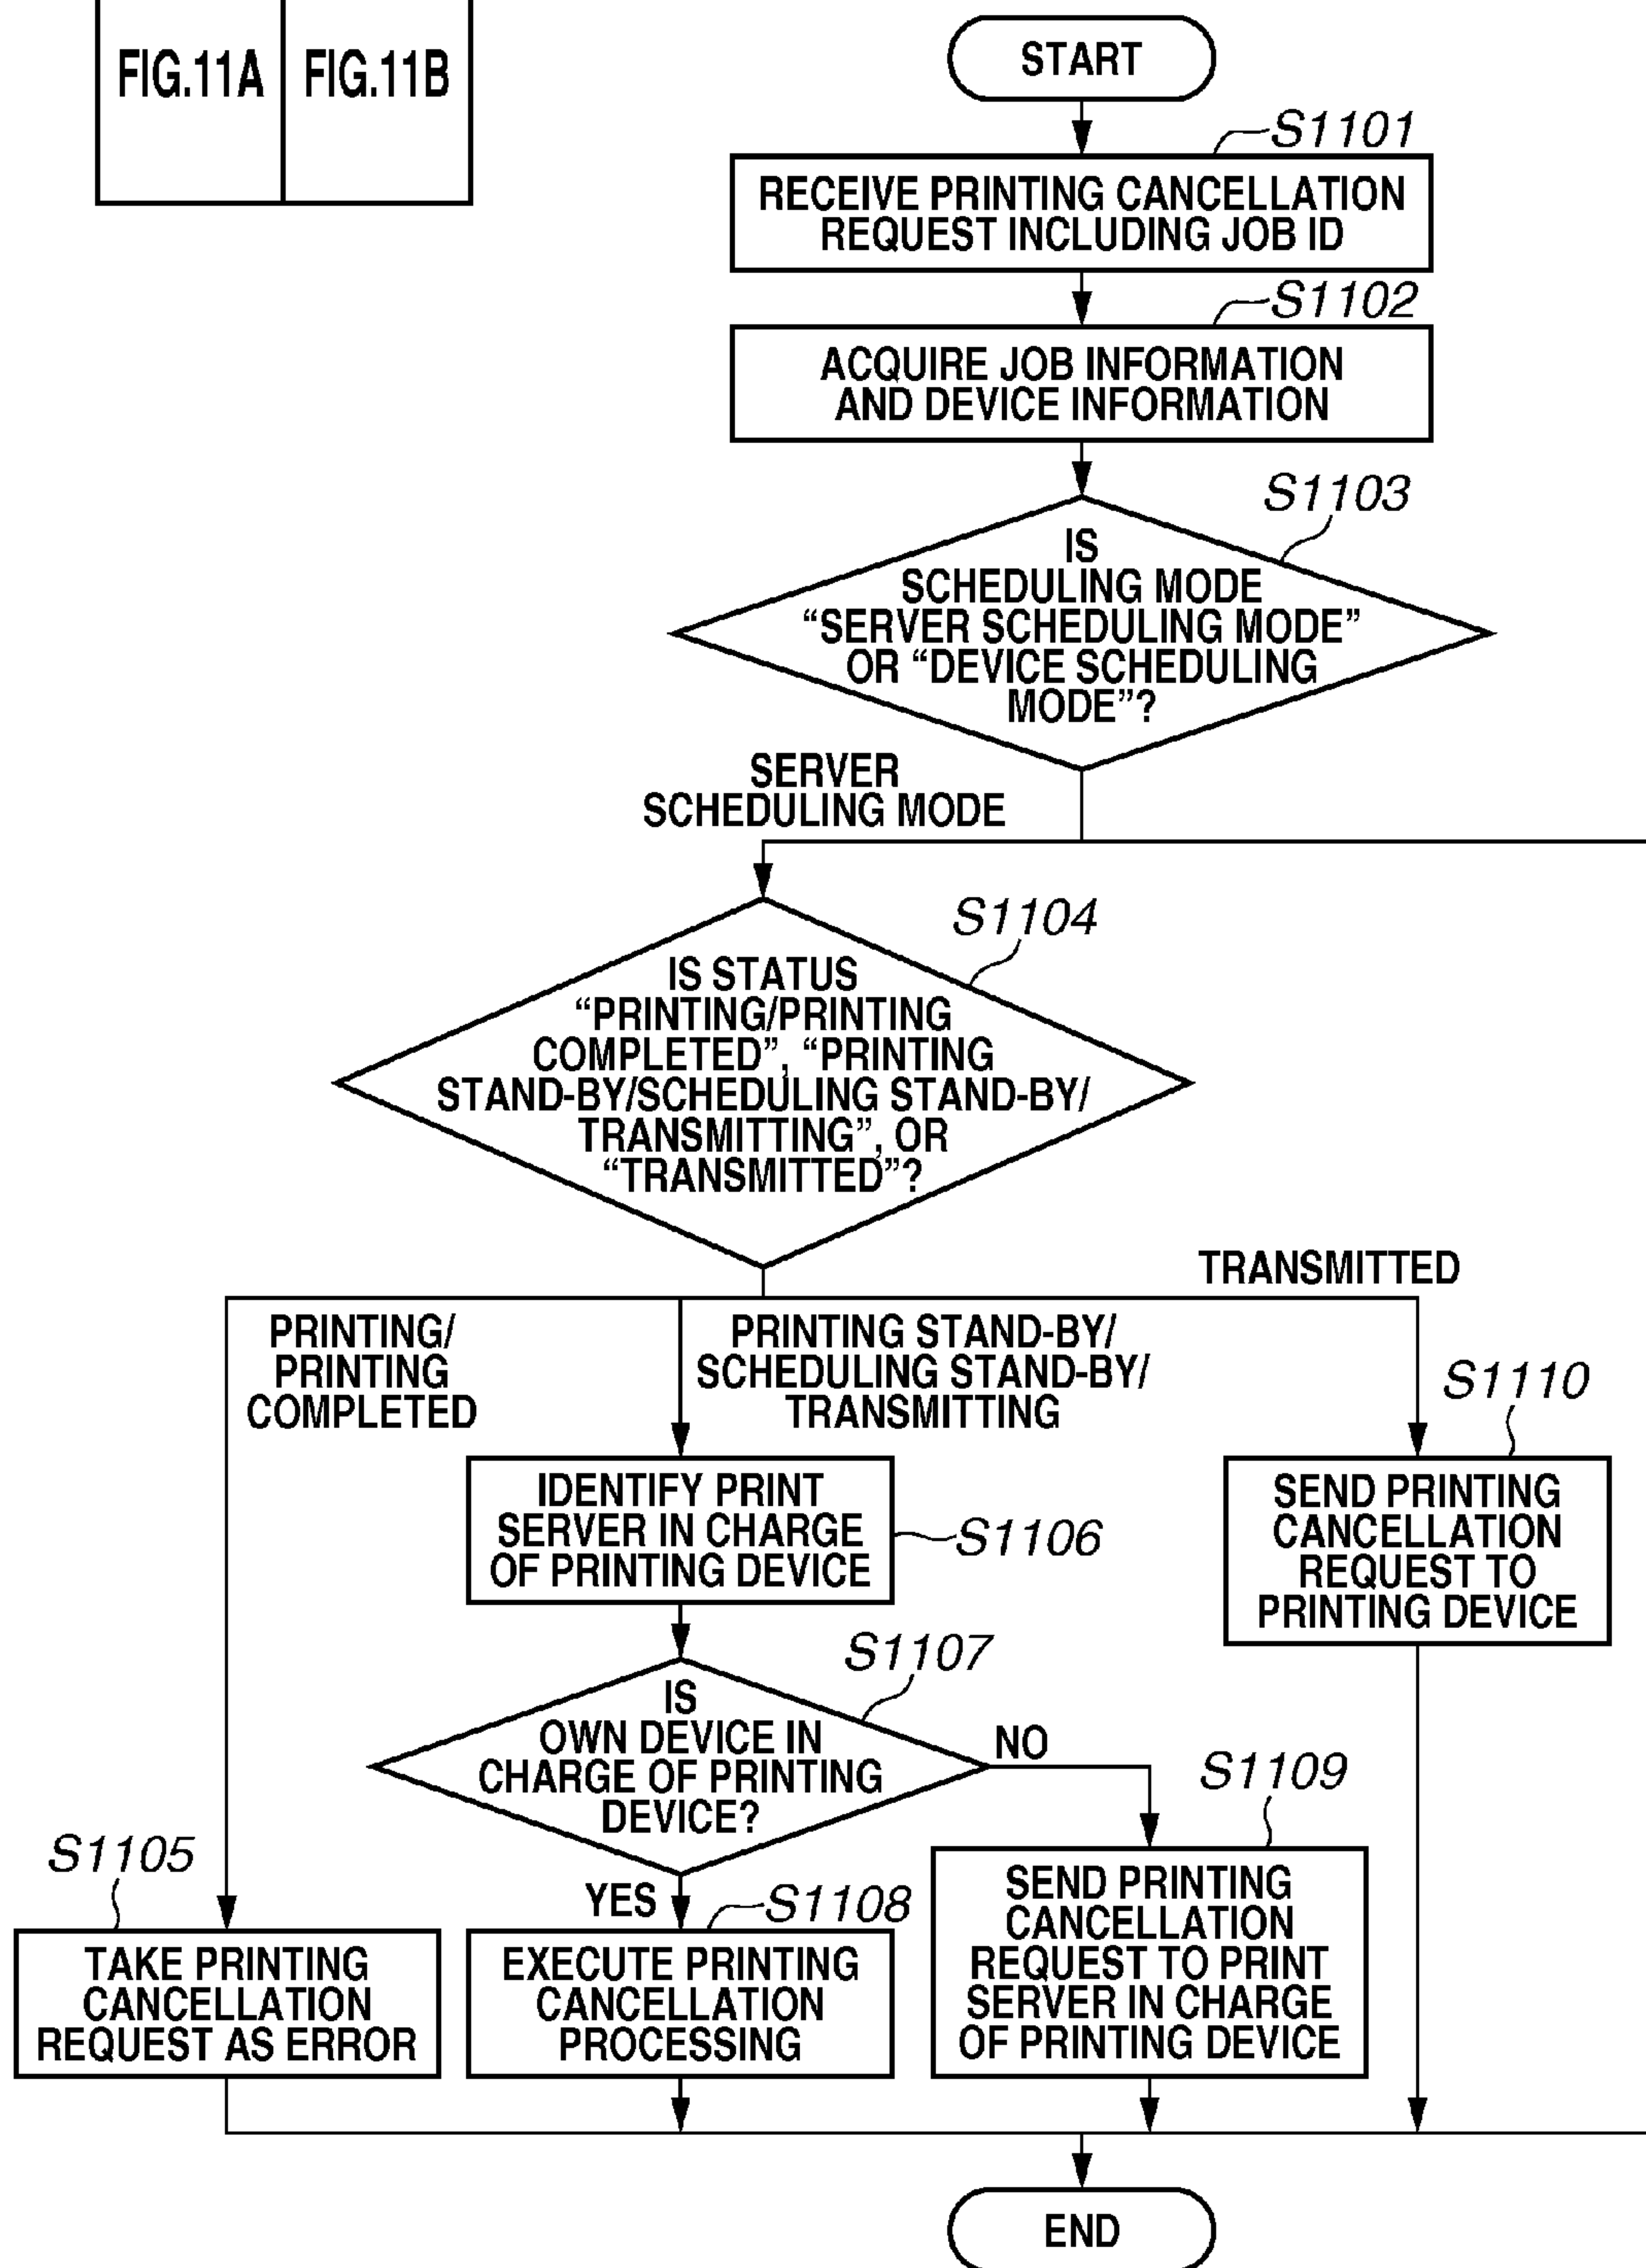 FIG.11A
FIG.11B
START
S1101
RECEIVE PRINTING CANCELLATION
REQUEST INCLUDING JOB ID
S1102
ACQUIRE JOB INFORMATION
AND DEVICE INFORMATION
S1103
IS
SCHEDULING MODE
“SERVER SCHEDULING MODE”
OR “DEVICE SCHEDULING
MODE”?
SERVER
SCHEDULING MODE
S1104
IS STATUS
“PRINTING/PRINTING
COMPLETED”, “PRINTING
STAND-BY/SCHEDULING STAND-BY/
TRANSMITTING”, OR
“TRANSMITTED”?
TRANSMITTED
PRINTING/
PRINTING
COMPLETED
PRINTING STAND-BY/
SCHEDULING STAND-BY/
TRANSMITTING
S1110
IDENTIFY PRINT
SERVER IN CHARGE
OF PRINTING DEVICE
S1106
SEND PRINTING
CANCELLATION
REQUEST TO
PRINTING DEVICE
S1107
IS
OWN DEVICE IN
CHARGE OF PRINTING
DEVICE?
NO
S1109
S1105
YES
S1108
TAKE PRINTING
CANCELLATION
REQUEST AS ERROR
EXECUTE PRINTING
CANCELLATION
PROCESSING
SEND PRINTING
CANCELLATION
REQUEST TO PRINT
SERVER IN CHARGE
OF PRINTING DEVICE
END